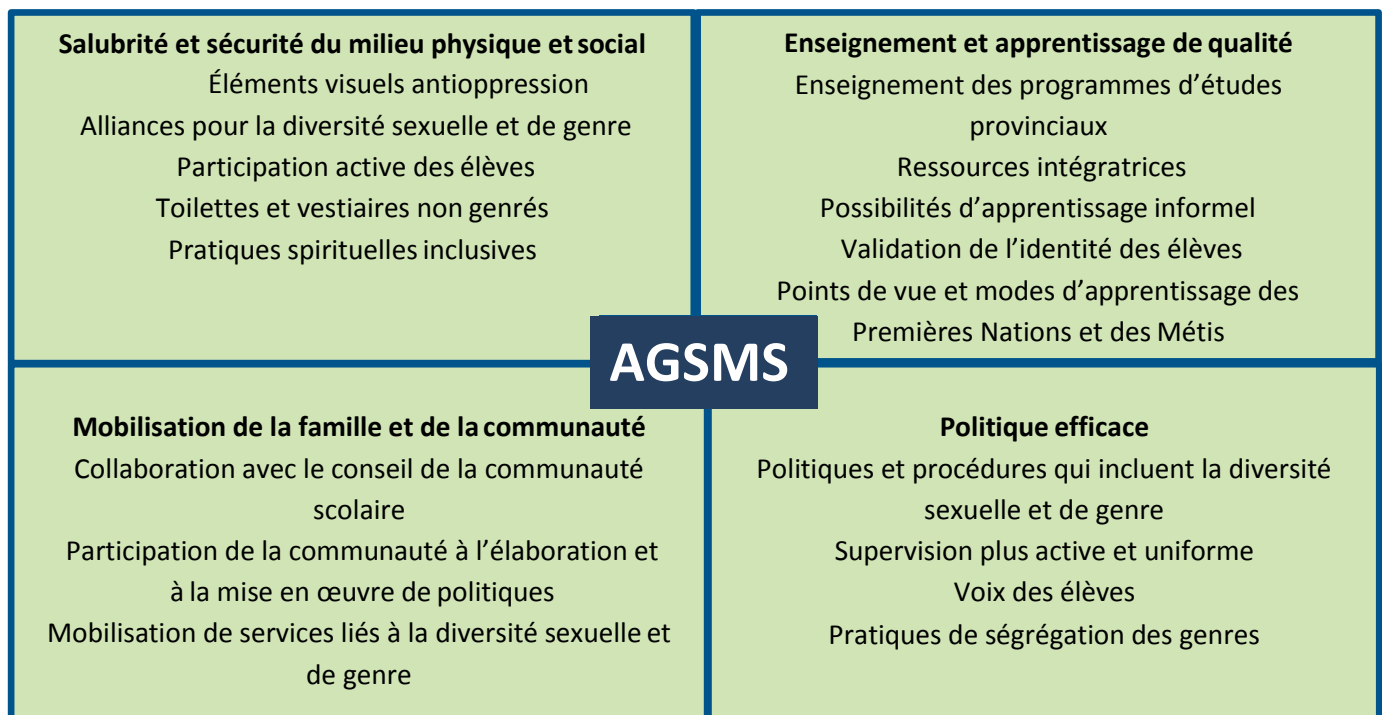 Salubrité et sécurité du milieu physique et social
Éléments visuels antioppression
Alliances pour la diversité sexuelle et de genre
Participation active des élèves
Toilettes et vestiaires non genrés
Pratiques spirituelles inclusives
Enseignement et apprentissage de qualité
Enseignement des programmes d’études
provinciaux
Ressources intégratrices
Possibilités d’apprentissage informel
Validation de l’identité des élèves
Points de vue et modes d’apprentissage des
Premières Nations et des Métis
AGSMS
Mobilisation de la famille et de la communauté
Collaboration avec le conseil de la communauté
scolaire
Participation de la communauté à l’élaboration et
à la mise en œuvre de politiques
Mobilisation de services liés à la diversité sexuelle et
de genre
Politique efficace
Politiques et procédures qui incluent la diversité
sexuelle et de genre
Supervision plus active et uniforme
Voix des élèves
Pratiques de ségrégation des genres